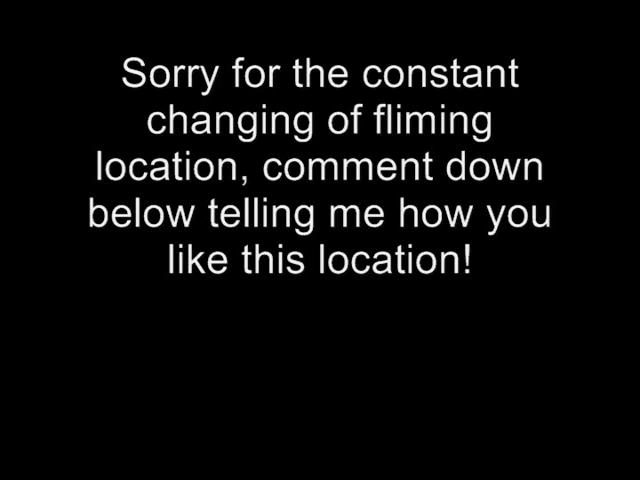 Sorry for the constant
changing of fliming
location, comment down
below telling me how you
like this location!